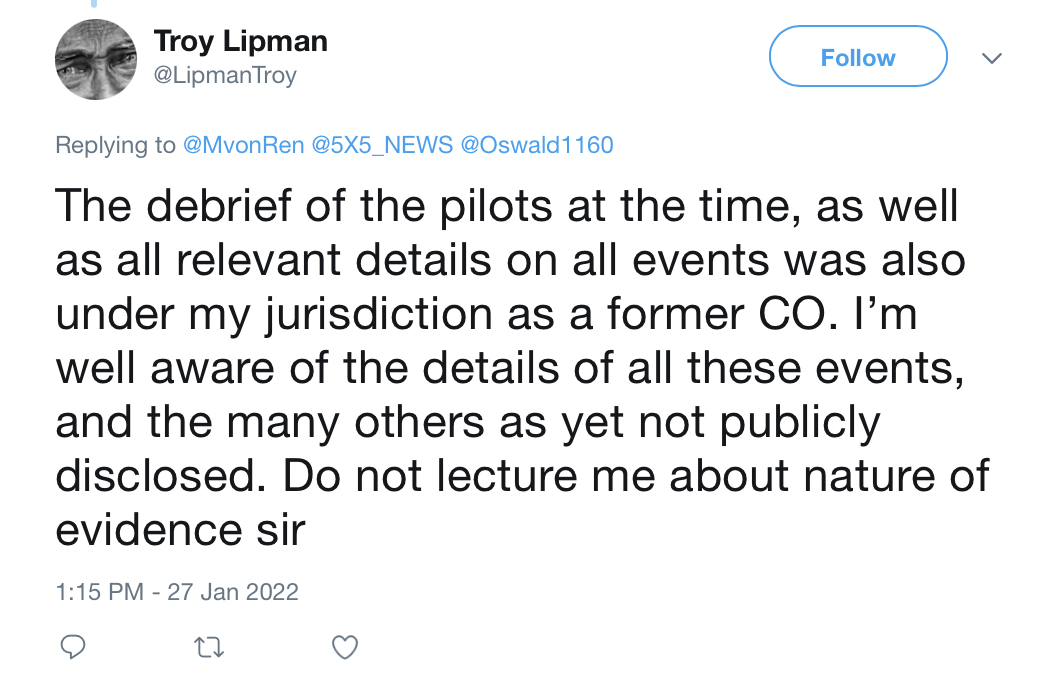 Troy Lipman
@LipmanTroy
Follow
Replying to @MvonRen @5X5_NEWS @Oswald1160
The debrief of the pilots at the time, as well
as all relevant details on all events was also
under my jurisdiction as a former CO. I’m
well aware of the details of all these events,
and the many others as yet not publicly
disclosed. Do not lecture me about nature of
evidence sir
1:15 PM - 27 Jan 2022